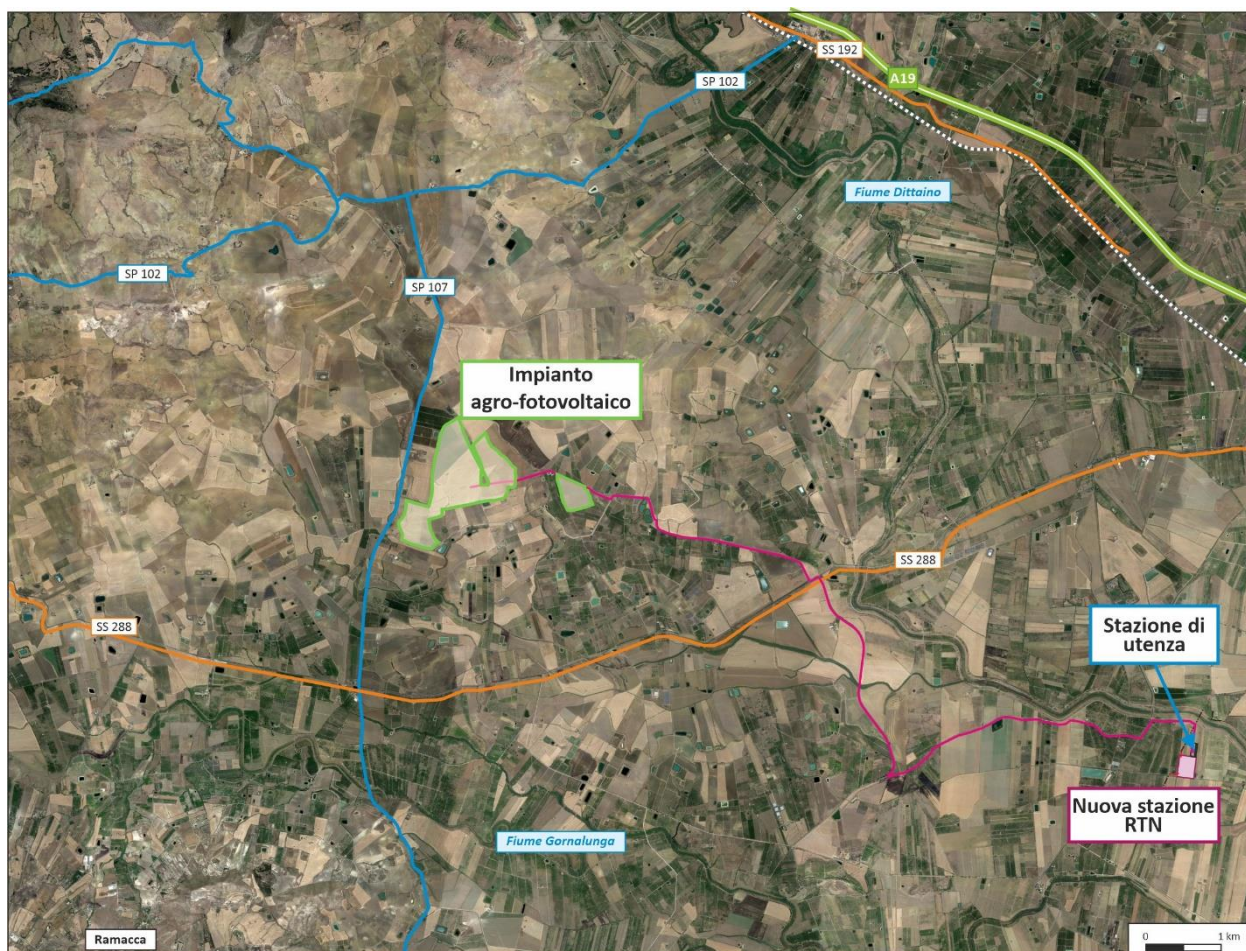 SS 192
A19
SP 102
Fiume Dittaino
SP 102
SP 107
Impianto
agro-fotovoltaico
SS 288
SS 288
Stazione di
utenza
Nuova stazione
RTN
Fiume Gornalunga
Ramacca
0 1 km